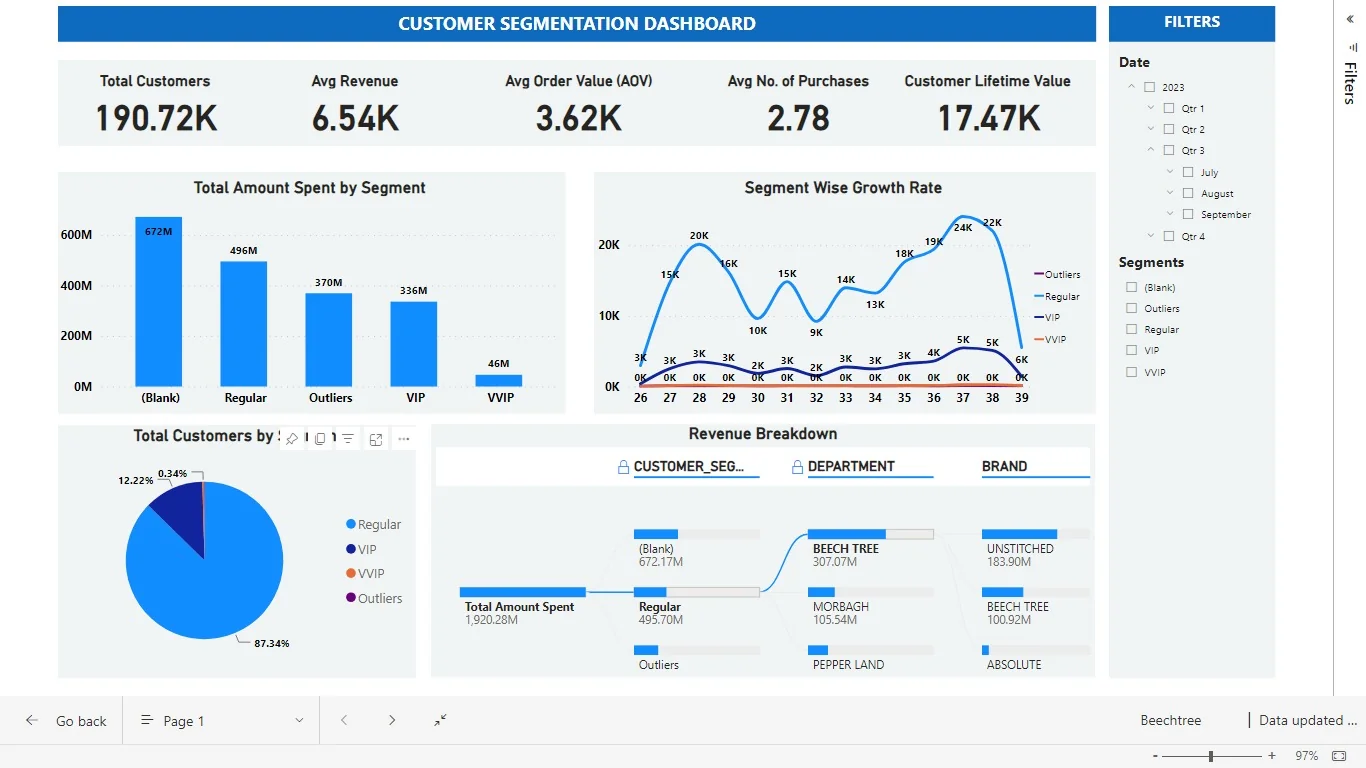 CUSTOMER SEGMENTATION DASHBOARD
Total Customers
190.72K
Avg Revenue
6.54K
Avg Order Value (AOV)
3.62K
Avg No. of Purchases
2.78
Customer Lifetime Value
17.47K
Total Amount Spent by Segment
600M
400M
200M
0M
672M
496M
370M
336M
46M
(Blank) Regular Outliers VIP VVIP
Segment Wise Growth Rate
20K
10K
0K
15K 20K 16K 10K 15K 9K 14K 13K 18K 19K 24K 22K 6K
3K 3K 3K 3K 2K 3K 2K 3K 3K 3K 4K 5K 5K
0K 0K 0K 0K 0K 0K 0K 0K 0K 0K 0K 0K 0K 0K
26 27 28 29 30 31 32 33 34 35 36 37 38 39
Outliers
Regular
VIP
VVIP
Total Customers by
0.34%
12.22%
87.34%
Regular
VIP
VVIP
Outliers
Revenue Breakdown
CUSTOMER_SEG...
DEPARTMENT
BRAND
Total Amount Spent
1,920.28M
(Blank)
672.17M
Regular
495.70M
Outliers
BEECH TREE
307.07M
MORBAGH
105.54M
PEPPER LAND
UNSTITCHED
183.90M
BEECH TREE
100.92M
ABSOLUTE
FILTERS
Date
2023
Qtr 1
Qtr 2
Qtr 3
July
August
September
Qtr 4
Segments
(Blank)
Outliers
Regular
VIP
VVIP
Filters
Go back
Page 1
Beechtree
| Data updated ...
- + 97%